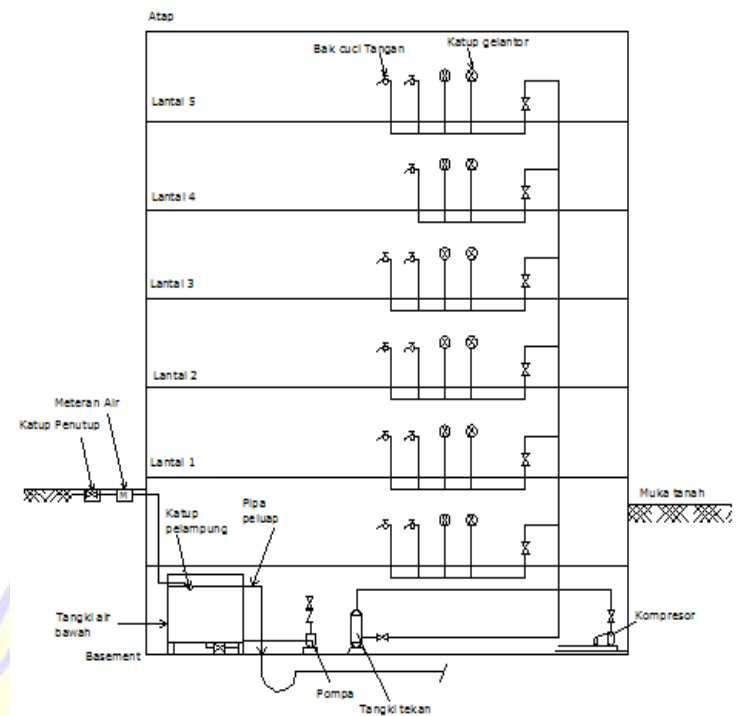 Atap
Bak cuci Tangan
Katup gelantor
Lantai 5
Lantai 4
Lantai 3
Lantai 2
Meteran Air
Katup Penutup
Lantai 1
M
Muka tanah
Katup
pelampung
Pipa
peluap
Tangki air
bawah
Kompresor
Basement
Pompa
Tangki tekan